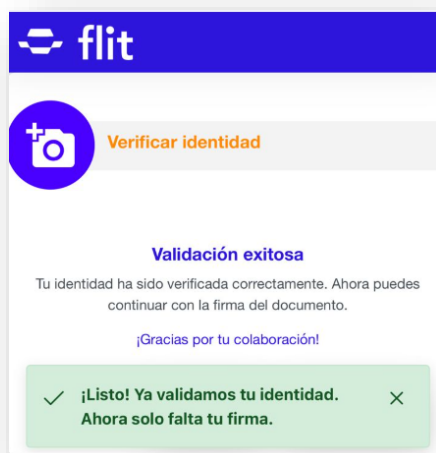 flit
Verificar identidad
Validación exitosa
Tu identidad ha sido verificada correctamente. Ahora puedes
continuar con la firma del documento.
¡Gracias por tu colaboración!
¡Listo! Ya validamos tu identidad.
Ahora solo falta tu firma.